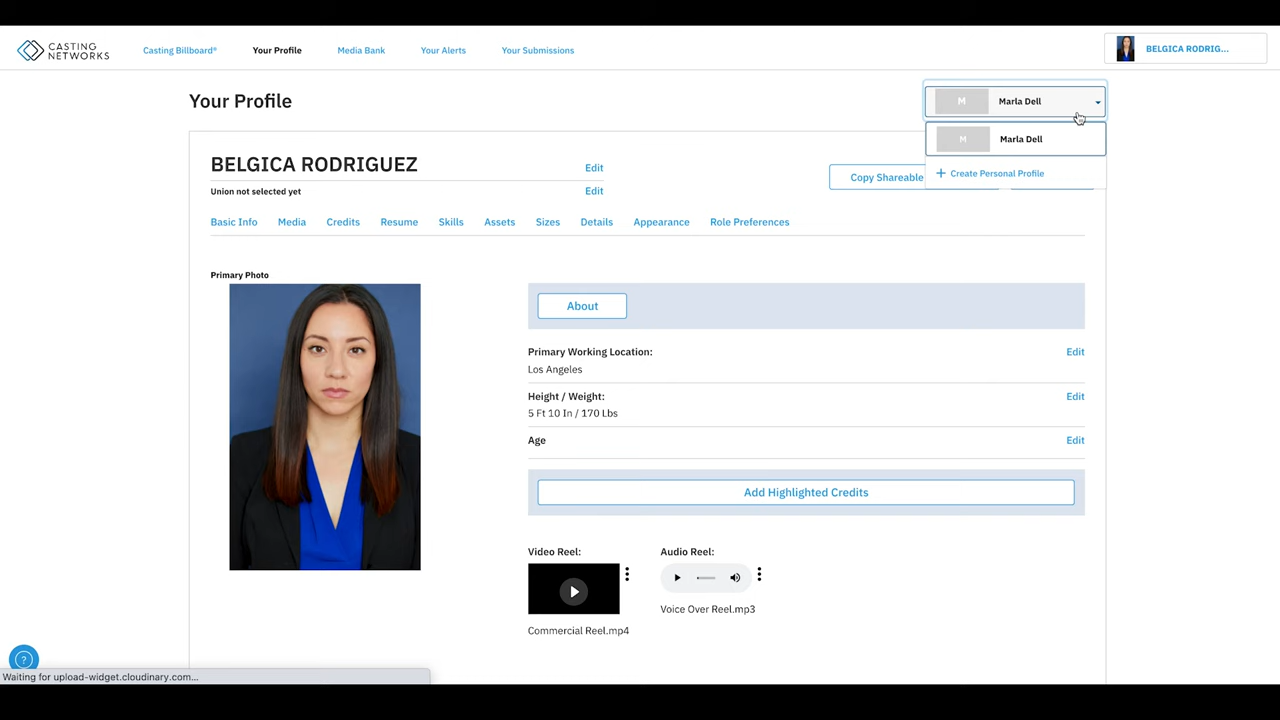 CASTING
NETWORKS
Casting Billboard®
Your Profile
Media Bank
Your Alerts
Your Submissions
BELGICA RODRIG...
Your Profile
M
Marla Dell
M
Marla Dell
+ Create Personal Profile
BELGICA RODRIGUEZ
Edit
Union not selected yet
Edit
Copy Shareable
Basic Info
Media
Credits
Resume
Skills
Assets
Sizes
Details
Appearance
Role Preferences
Primary Photo
About
Primary Working Location:
Edit
Los Angeles
Height / Weight:
Edit
5 Ft 10 In / 170 Lbs
Age
Edit
Add Highlighted Credits
Video Reel:
Audio Reel:
Commercial Reel.mp4
Voice Over Reel.mp3
?
Waiting for upload-widget.cloudinary.com...